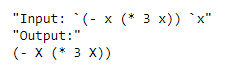 "Input: `(- x (* 3 x)) `x"
"Output:"
(- X (* 3 X))